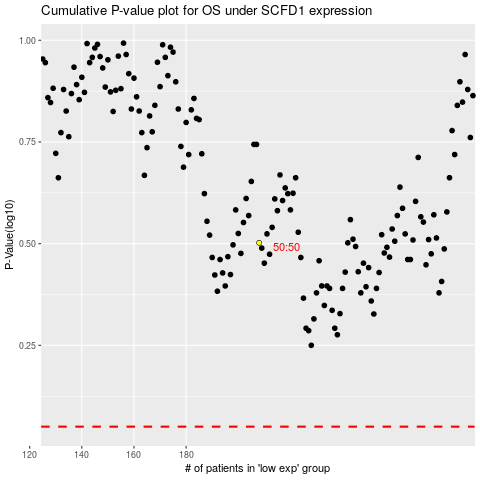 Cumulative P-value plot for OS under SCFD1 expression
1.00
0.75
0.50
0.25
P-Value(log10)
50:50
120 140 160 180
# of patients in 'low exp' group